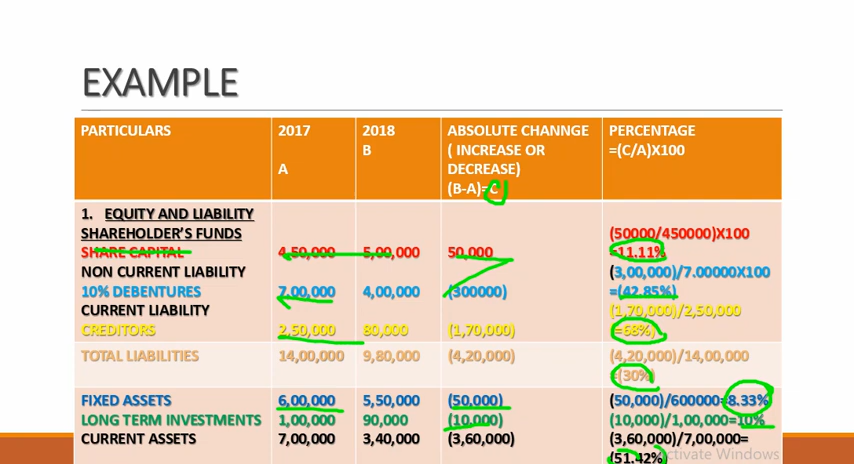 EXAMPLE
PARTICULARS 2017 2018 ABSOLUTE CHANNGE PERCENTAGE
B ( INCREASE OR =(C/A)X100
A DECREASE)
(B-A)=C
1. EQUITY AND LIABILITY
SHAREHOLDER'S FUNDS (50000/450000)X100
SHARE CAPITAL 4,50,000 5,00,000 50,000 =11.11%
NON CURRENT LIABILITY (3,00,000)/7.00000X100
10% DEBENTURES 7,00,000 4,00,000 (300000) =(42.85%)
CURRENT LIABILITY (1,70,000)/2,50,000
CREDITORS 2,50,000 80,000 (1,70,000) =68%)
TOTAL LIABILITIES 14,00,000 9,80,000 (4,20,000) (4,20,000)/14,00,000
=(30%)
FIXED ASSETS 6,00,000 5,50,000 (50,000) (50,000)/600000=8.33%
LONG TERM INVESTMENTS 1,00,000 90,000 (10,000) (10,000)/1,00,000=10%
CURRENT ASSETS 7,00,000 3,40,000 (3,60,000) (3,60,000)/7,00,000=
(51.42%)
Activate Windows